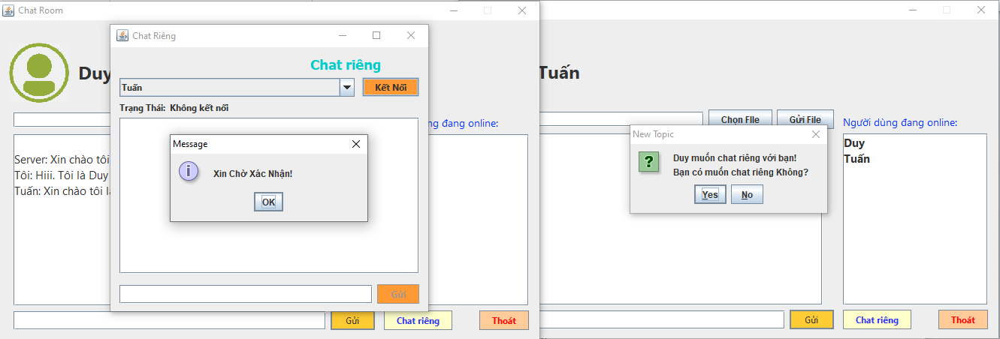 Chat Room
Duy
Chat Riêng
Chat riêng
Tuấn
Kết Nối
Trạng Thái: Không kết nối
Message
Xin Chờ Xác Nhận!
OK
Gửi
đang online:
Server: Xin chào tôi
Tôi: Hiii. Tôi là Duy
Tuấn: Xin chào tôi
Gửi
Chat riêng
Thoát
Tuấn
Chọn FIle
Gửi File
Người dùng đang online:
Duy
Tuấn
New Topic
Duy muốn chat riêng với bạn!
Bạn có muốn chat riêng Không?
Yes
No
Gửi
Chat riêng
Thoát